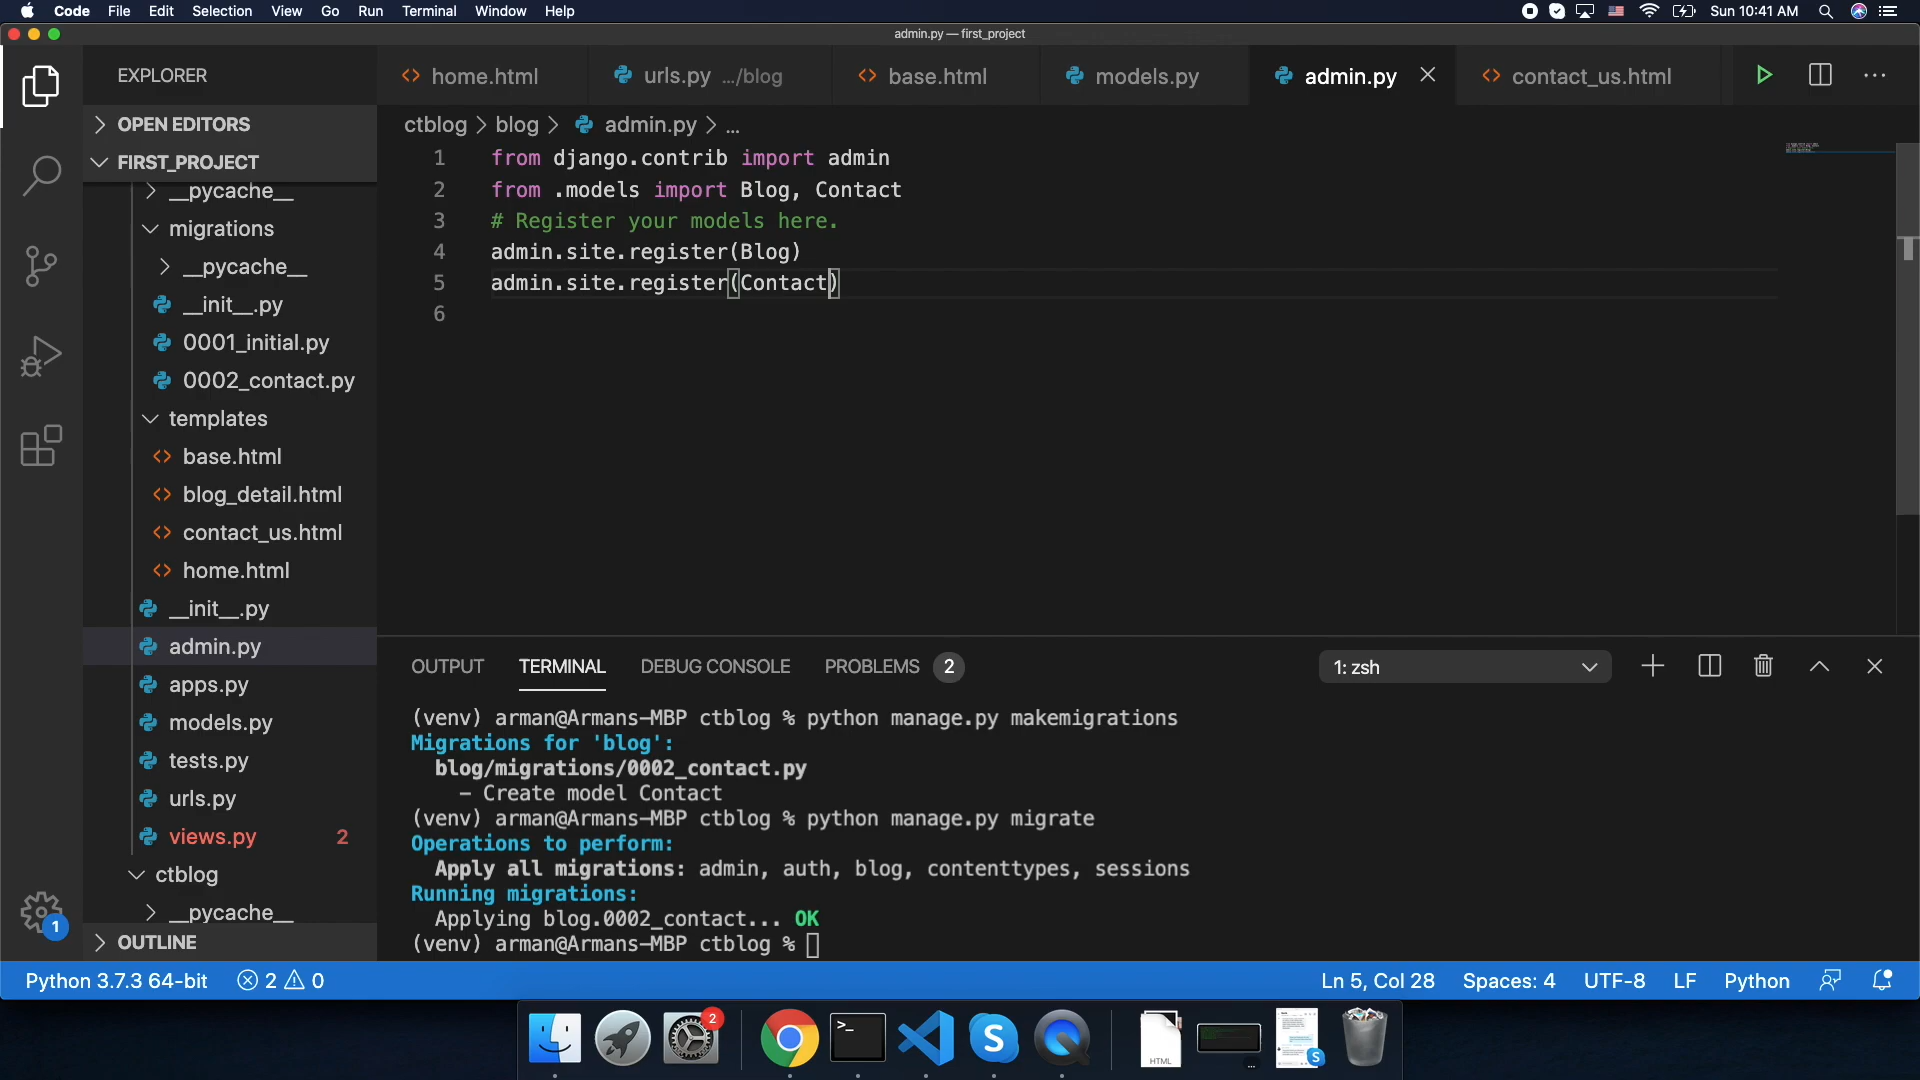 Code File Edit Selection View Go Run Terminal Window Help
Sun 10:41 AM
admin.py — first_project
EXPLORER
home.html
urls.py .../blog
base.html
models.py
admin.py
contact_us.html
OPEN EDITORS
FIRST_PROJECT
__pycache__
migrations
__pycache__
__init__.py
0001_initial.py
0002_contact.py
templates
base.html
blog_detail.html
contact_us.html
home.html
__init__.py
admin.py
apps.py
models.py
tests.py
urls.py
views.py 2
ctblog
__pycache__
OUTLINE
1
ctblog > blog > admin.py > ...
1 from django.contrib import admin
2 from .models import Blog, Contact
3 # Register your models here.
4 admin.site.register(Blog)
5 admin.site.register(Contact)
6
OUTPUT TERMINAL DEBUG CONSOLE PROBLEMS 2
1: zsh
(venv) arman@Armans-MBP ctblog % python manage.py makemigrations
Migrations for 'blog':
blog/migrations/0002_contact.py
- Create model Contact
(venv) arman@Armans-MBP ctblog % python manage.py migrate
Operations to perform:
Apply all migrations: admin, auth, blog, contenttypes, sessions
Running migrations:
Applying blog.0002_contact... OK
(venv) arman@Armans-MBP ctblog %
Python 3.7.3 64-bit 2 0
Ln 5, Col 28 Spaces: 4 UTF-8 LF Python
2
HTML